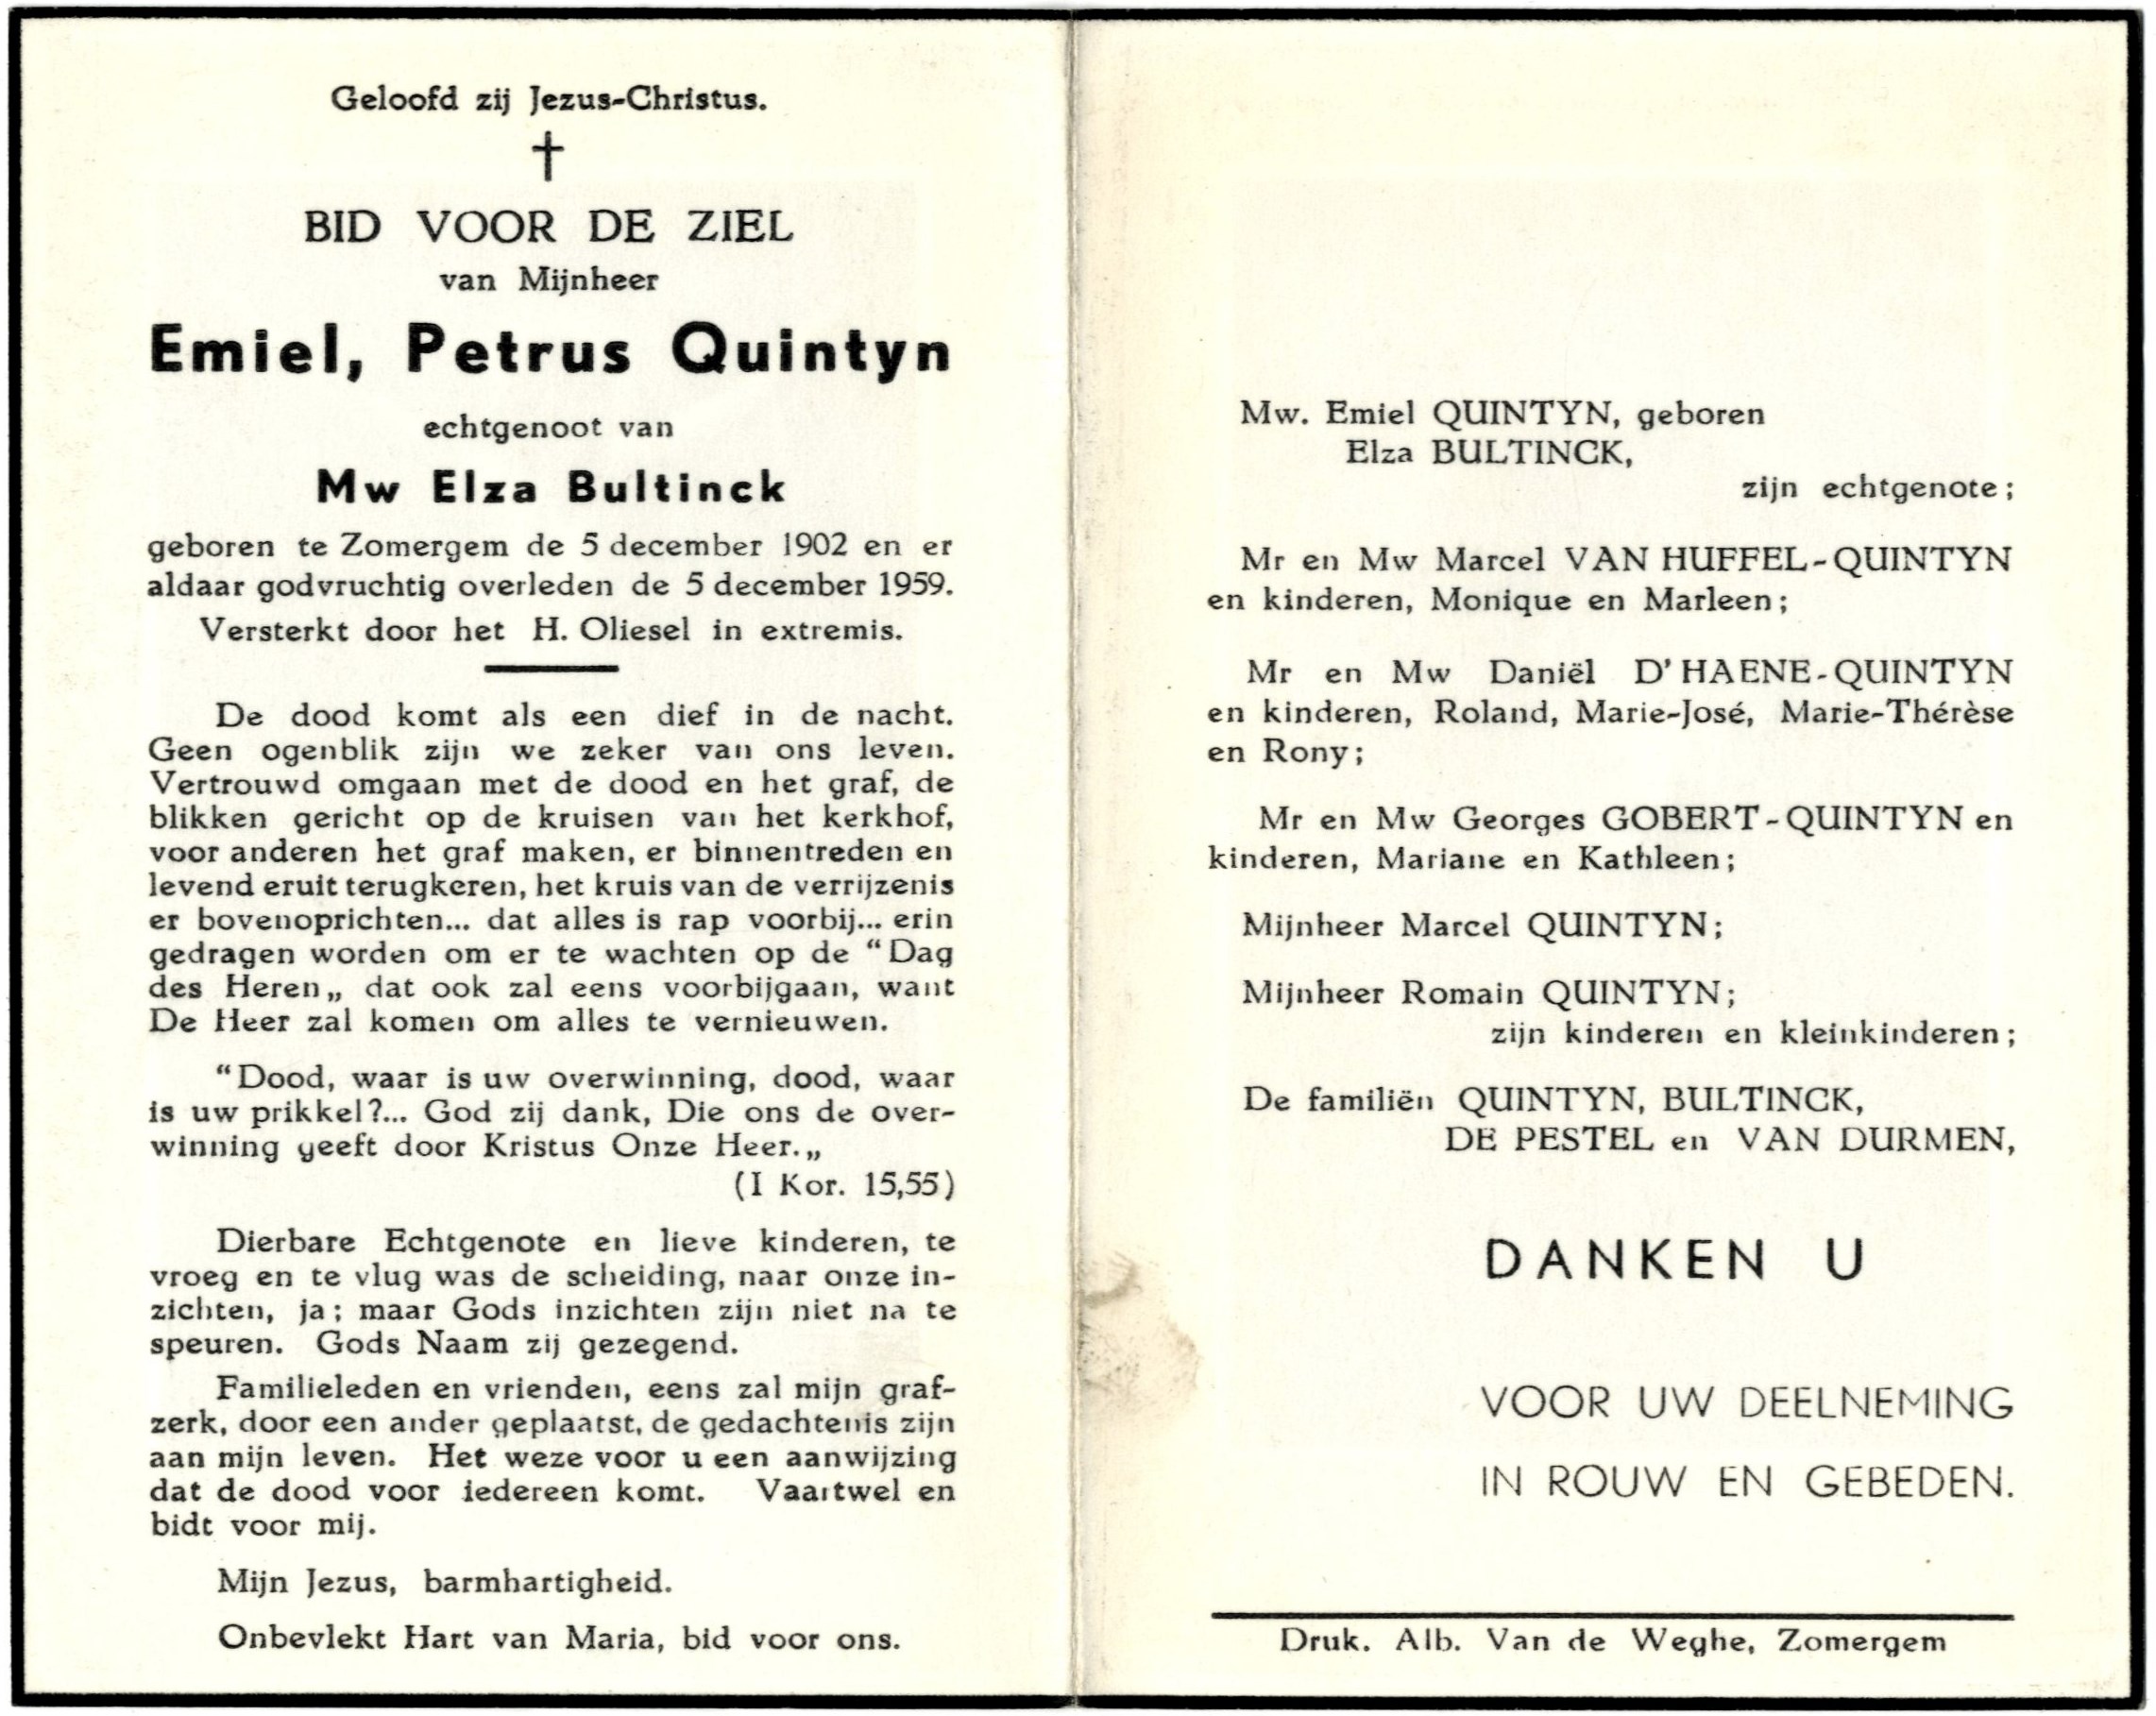 Geloofd zij Jezus-Christus.
✝
BID VOOR DE ZIEL
van Mijnheer
Emiel, Petrus Quintyn
echtgenoot van
Mw Elza Bultinck
geboren te Zomergem de 5 december 1902 en er
aldaar godvruchtig overleden de 5 december 1959.
Versterkt door het H. Oliesel in extremis.
De dood komt als een dief in de nacht.
Geen ogenblik zijn we zeker van ons leven.
Vertrouwd omgaan met de dood en het graf, de
blikken gericht op de kruisen van het kerkhof,
voor anderen het graf maken, er binnentreden en
levend eruit terugkeren, het kruis van de verrijzenis
er bovenoprichten... dat alles is rap voorbij... erin
gedragen worden om er te wachten op de “Dag
des Heren„ dat ook zal eens voorbijgaan, want
De Heer zal komen om alles te vernieuwen.
“Dood, waar is uw overwinning, dood, waar
is uw prikkel?... God zij dank, Die ons de over-
winning geeft door Kristus Onze Heer.„
(I Kor. 15,55)
Dierbare Echtgenote en lieve kinderen, te
vroeg en te vlug was de scheiding, naar onze in-
zichten, ja; maar Gods inzichten zijn niet na te
speuren. Gods Naam zij gezegend.
Familieleden en vrienden, eens zal mijn graf-
zerk, door een ander geplaatst, de gedachtenis zijn
aan mijn leven. Het weze voor u een aanwijzing
dat de dood voor iedereen komt. Vaartwel en
bidt voor mij.
Mijn Jezus, barmhartigheid.
Onbevlekt Hart van Maria, bid voor ons.
Mw. Emiel QUINTYN, geboren
Elza BULTINCK,
zijn echtgenote;
Mr en Mw Marcel VAN HUFFEL-QUINTYN
en kinderen, Monique en Marleen;
Mr en Mw Daniël D'HAENE-QUINTYN
en kinderen, Roland, Marie-José, Marie-Thérèse
en Rony;
Mr en Mw Georges GOBERT-QUINTYN en
kinderen, Mariane en Kathleen;
Mijnheer Marcel QUINTYN;
Mijnheer Romain QUINTYN;
zijn kinderen en kleinkinderen;
De familiën QUINTYN, BULTINCK,
DE PESTEL en VAN DURMEN,
DANKEN U
VOOR UW DEELNEMING
IN ROUW EN GEBEDEN.
Druk. Alb. Van de Weghe, Zomergem